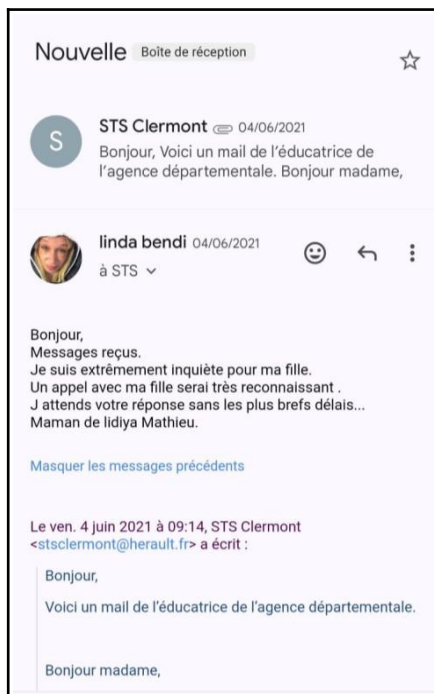 Nouvelle Boîte de réception
S
STS Clermont 04/06/2021
Bonjour, Voici un mail de l'éducatrice de
l'agence départementale. Bonjour madame,
linda bendi 04/06/2021
à STS
Bonjour,
Messages reçus.
Je suis extrêmement inquiète pour ma fille.
Un appel avec ma fille serai très reconnaissant .
J attends votre réponse sans les plus brefs délais...
Maman de lidiya Mathieu.
Masquer les messages précédents
Le ven. 4 juin 2021 à 09:14, STS Clermont
<stsclermont@herault.fr> a écrit :
Bonjour,
Voici un mail de l'éducatrice de l'agence départementale.
Bonjour madame,